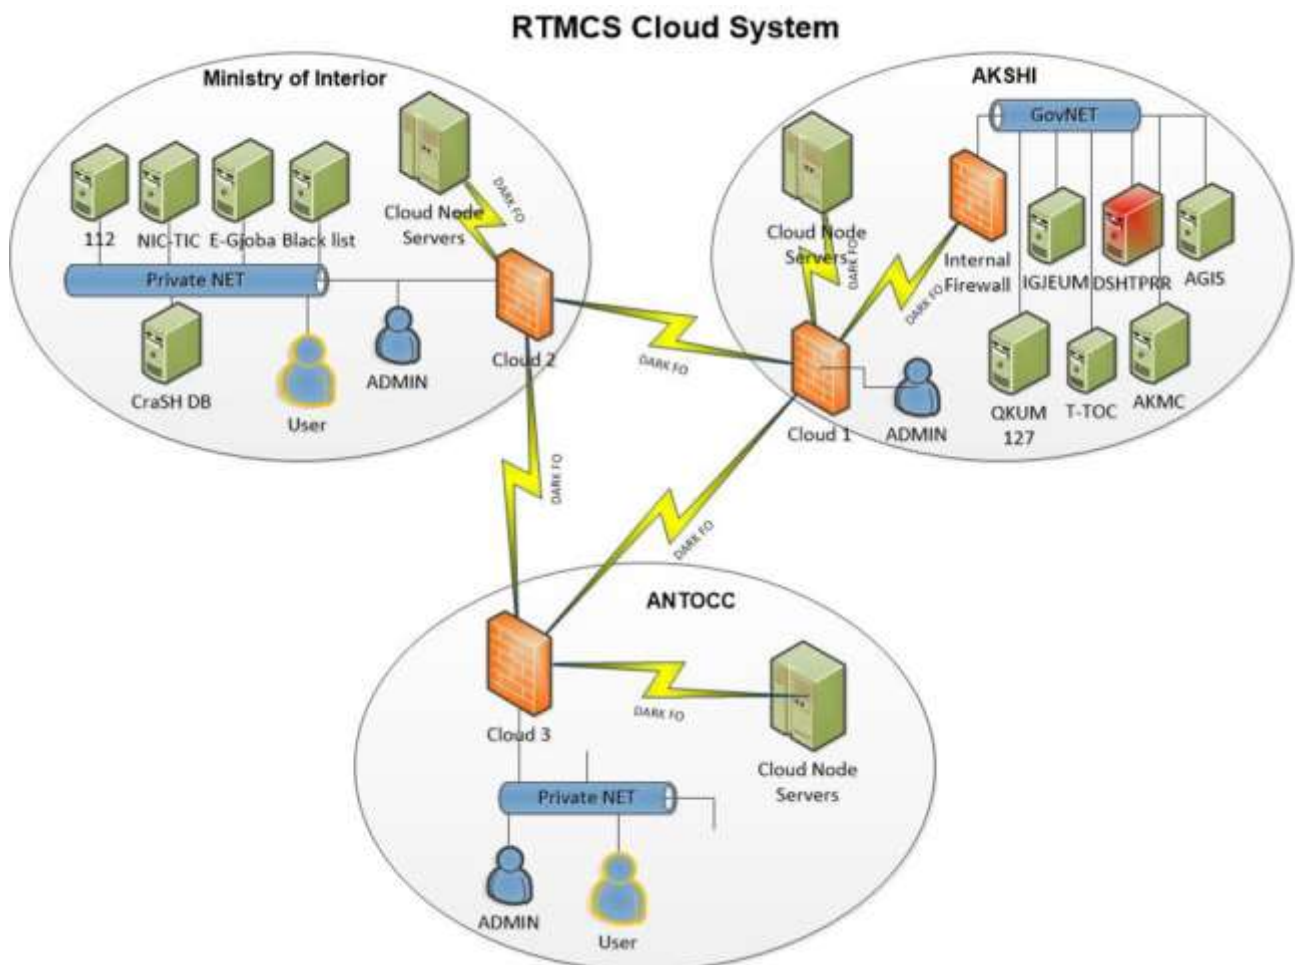 RTMCS Cloud System
Ministry of Interior
DARK FO
Cloud Node
Servers
112
NIC-TIC
E-Gjoba
Black list
Private NET
CraSH DB
User
ADMIN
Cloud 2
DARK FO
DARK FO
AKSHI
GovNET
Cloud Node
Servers
DARK FO
DARK FO
Internal
Firewall
IGJEUM
DSHTPRR
AGIS
QKUM
127
T-TOC
AKMC
Cloud 1
ADMIN
DARK FO
ANTOCC
Cloud 3
DARK FO
Cloud Node
Servers
Private NET
ADMIN
User